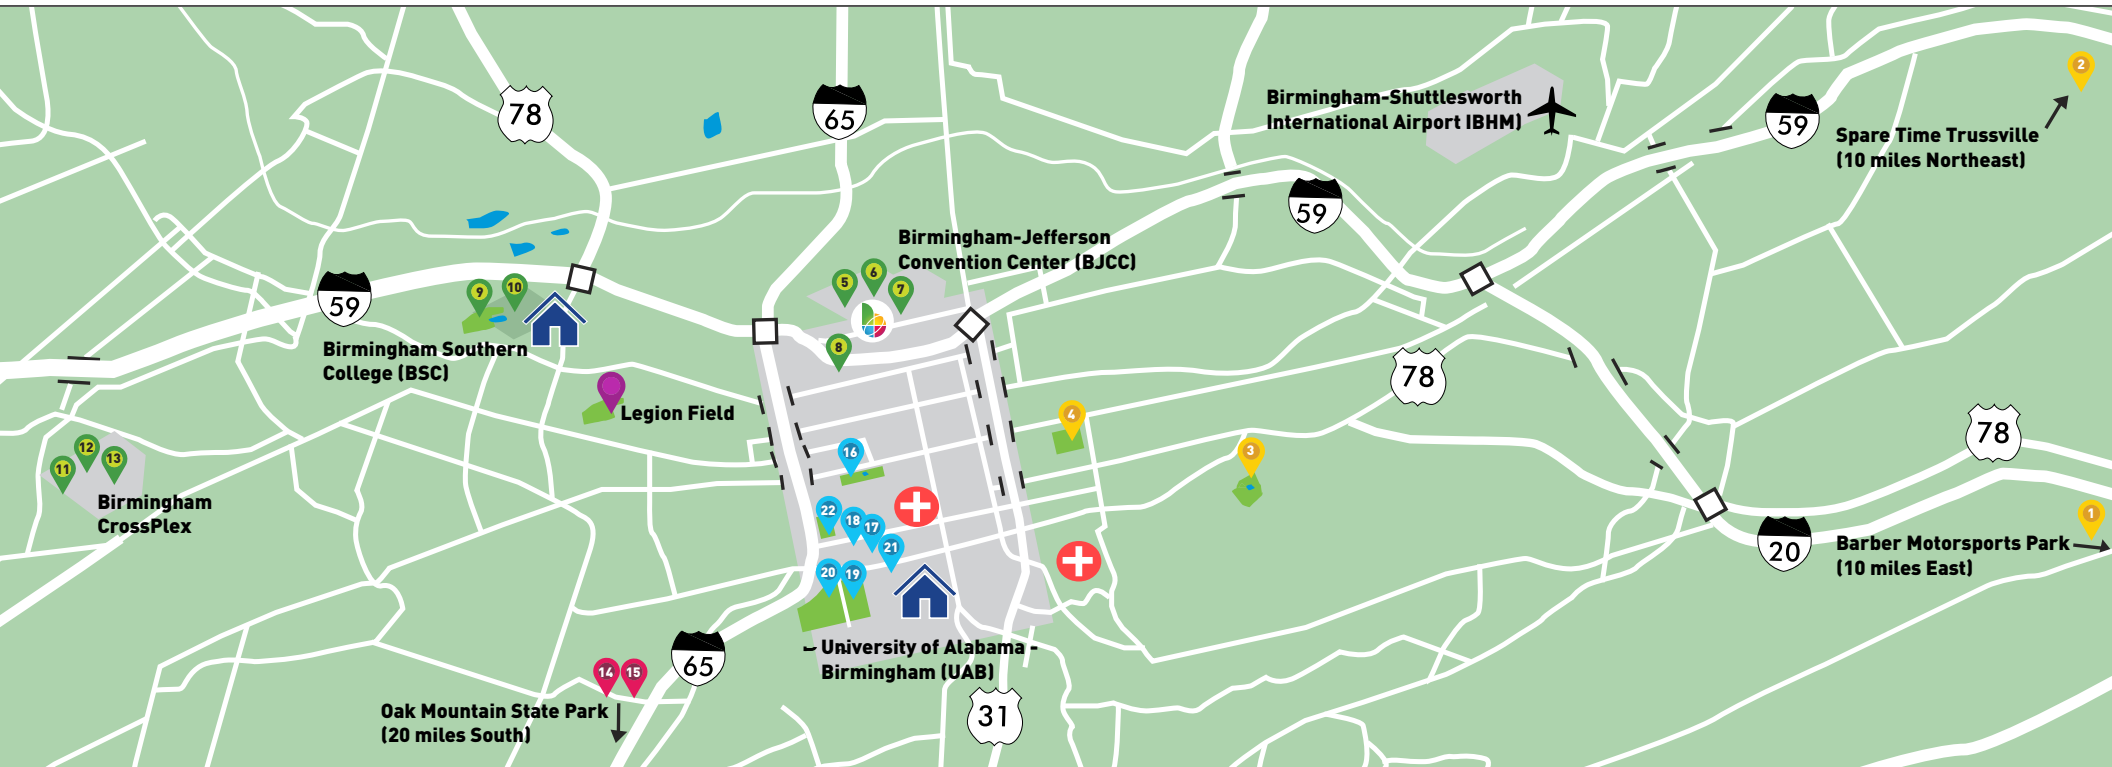 78
65
59
2
Birmingham-Shuttlesworth
International Airport IBHM)
Spare Time Trussville
(10 miles Northeast)
59
Birmingham-Jefferson
Convention Center (BJCC)
5
6
7
8
59
9
10
Birmingham Southern
College (BSC)
Legion Field
78
4
3
78
11
12
13
Birmingham
CrossPlex
16
22
18
17
21
20
19
1
20
Barber Motorsports Park
(10 miles East)
University of Alabama -
Birmingham (UAB)
65
14
15
Oak Mountain State Park
(20 miles South)
31